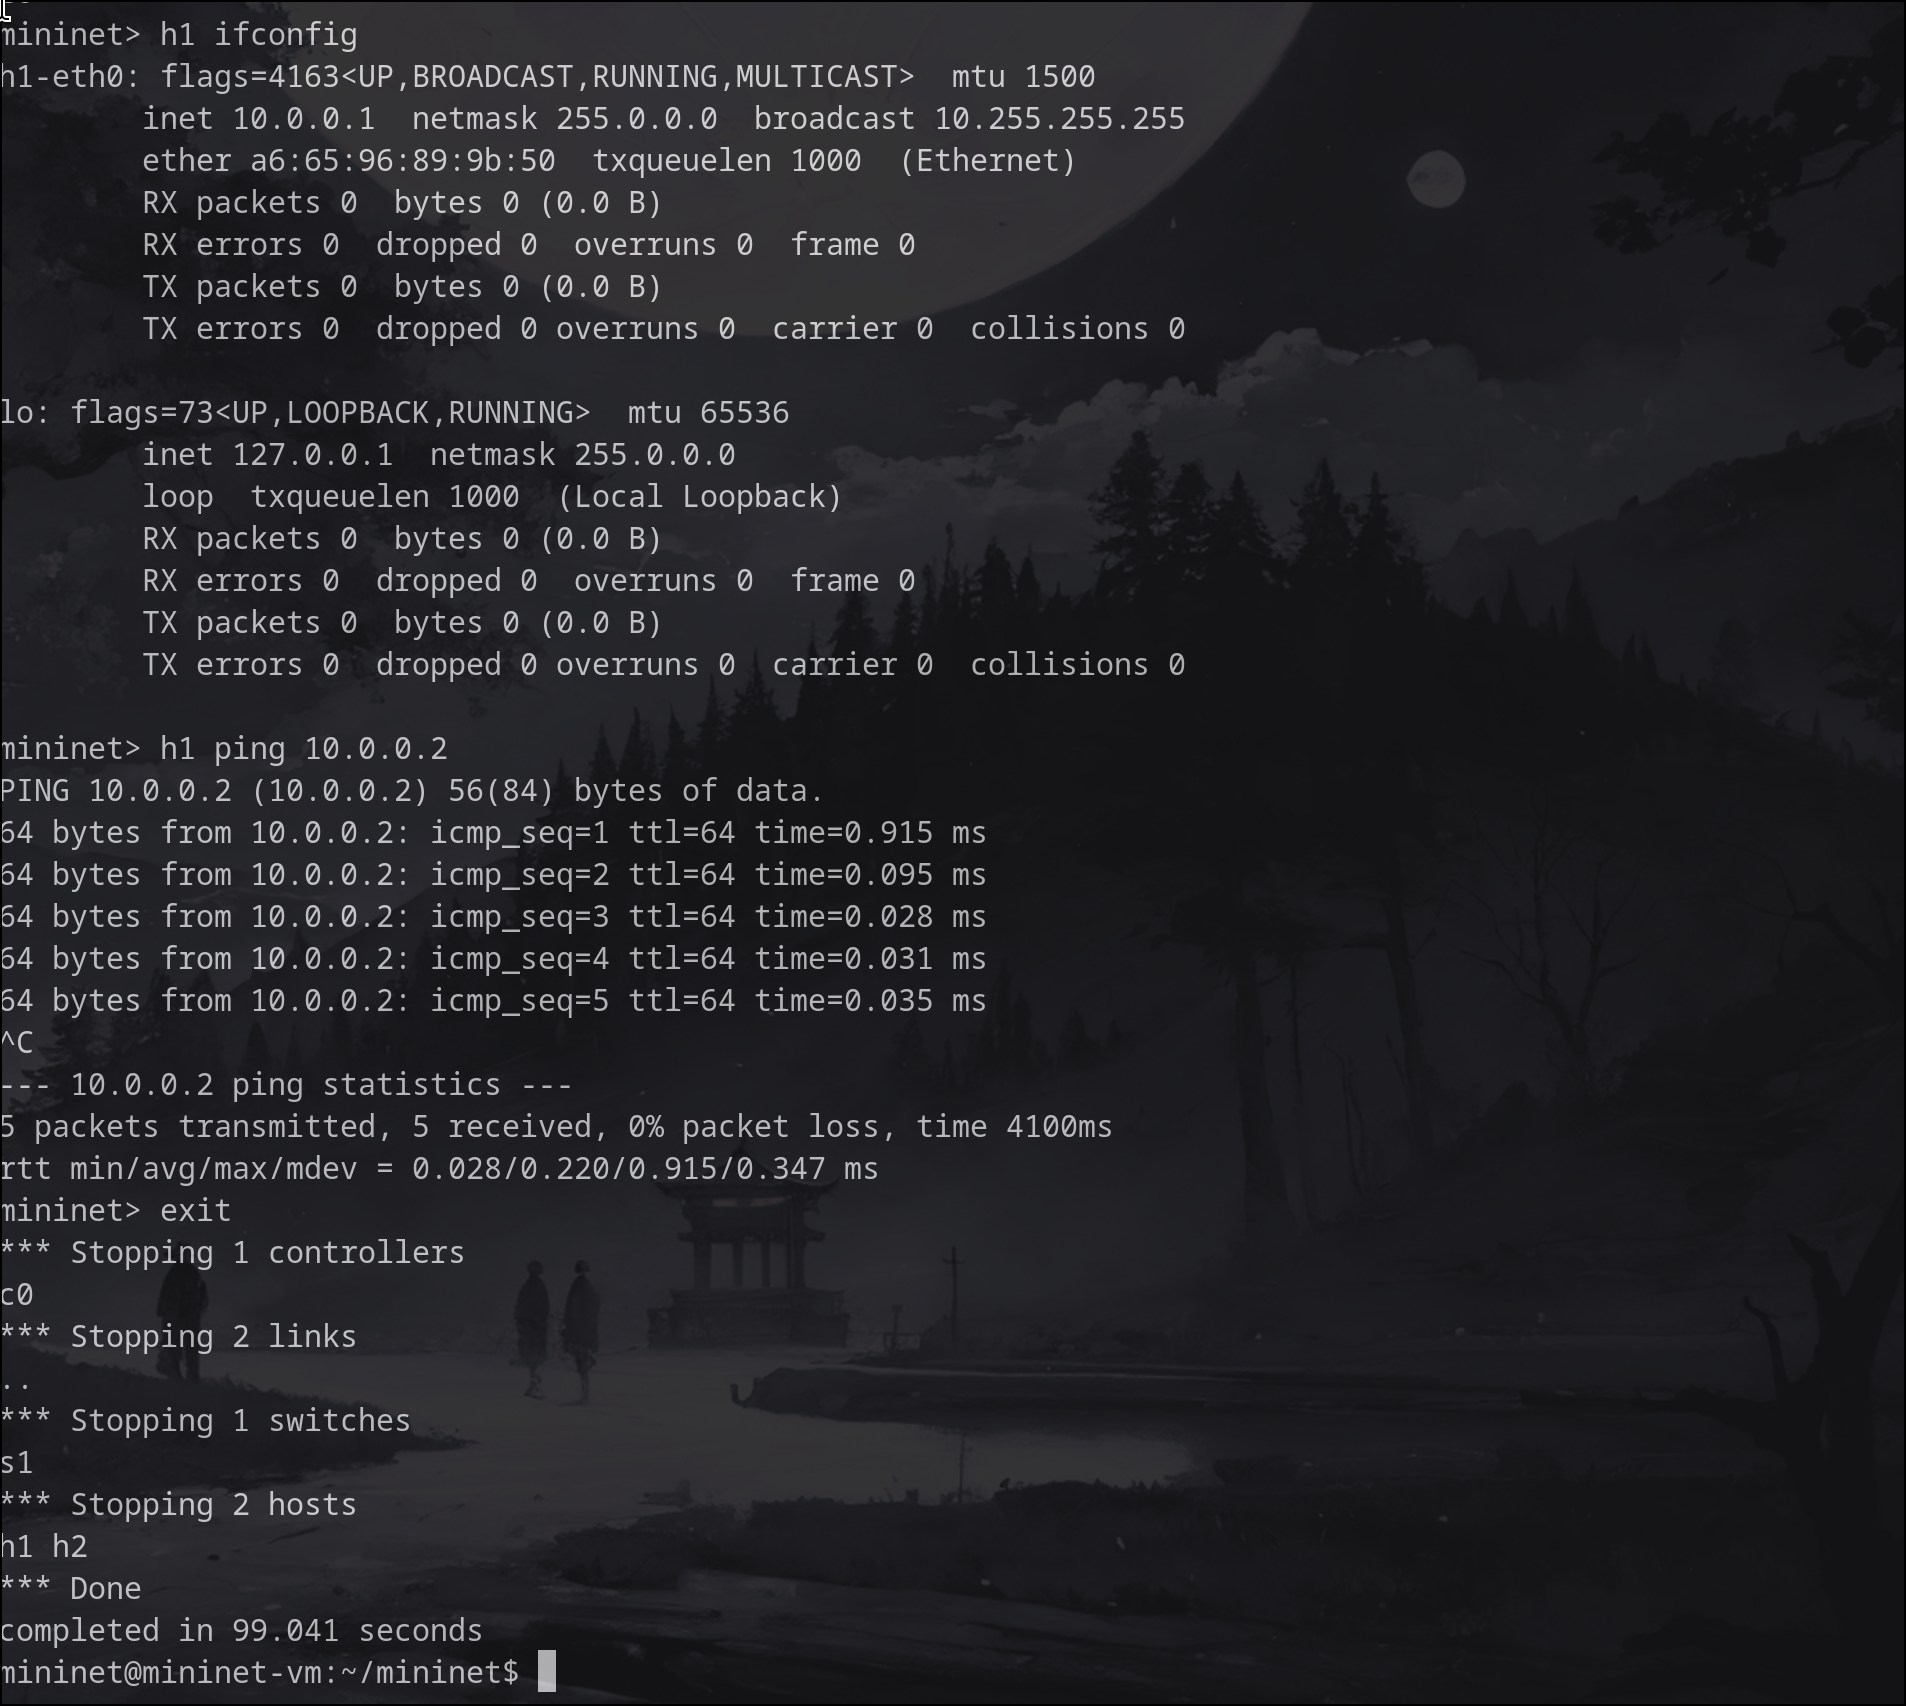 mininet> h1 ifconfig
h1-eth0: flags=4163<UP,BROADCAST,RUNNING,MULTICAST>  mtu 1500
        inet 10.0.0.1  netmask 255.0.0.0  broadcast 10.255.255.255
        ether a6:65:96:89:9b:50  txqueuelen 1000  (Ethernet)
        RX packets 0  bytes 0 (0.0 B)
        RX errors 0  dropped 0  overruns 0  frame 0
        TX packets 0  bytes 0 (0.0 B)
        TX errors 0  dropped 0 overruns 0  carrier 0  collisions 0

lo: flags=73<UP,LOOPBACK,RUNNING>  mtu 65536
        inet 127.0.0.1  netmask 255.0.0.0
        loop  txqueuelen 1000  (Local Loopback)
        RX packets 0  bytes 0 (0.0 B)
        RX errors 0  dropped 0  overruns 0  frame 0
        TX packets 0  bytes 0 (0.0 B)
        TX errors 0  dropped 0 overruns 0  carrier 0  collisions 0

mininet> h1 ping 10.0.0.2
PING 10.0.0.2 (10.0.0.2) 56(84) bytes of data.
64 bytes from 10.0.0.2: icmp_seq=1 ttl=64 time=0.915 ms
64 bytes from 10.0.0.2: icmp_seq=2 ttl=64 time=0.095 ms
64 bytes from 10.0.0.2: icmp_seq=3 ttl=64 time=0.028 ms
64 bytes from 10.0.0.2: icmp_seq=4 ttl=64 time=0.031 ms
64 bytes from 10.0.0.2: icmp_seq=5 ttl=64 time=0.035 ms
^C
--- 10.0.0.2 ping statistics ---
5 packets transmitted, 5 received, 0% packet loss, time 4100ms
rtt min/avg/max/mdev = 0.028/0.220/0.915/0.347 ms
mininet> exit
*** Stopping 1 controllers
c0
*** Stopping 2 links
..
*** Stopping 1 switches
s1
*** Stopping 2 hosts
h1 h2
*** Done
completed in 99.041 seconds
mininet@mininet-vm:~/mininet$